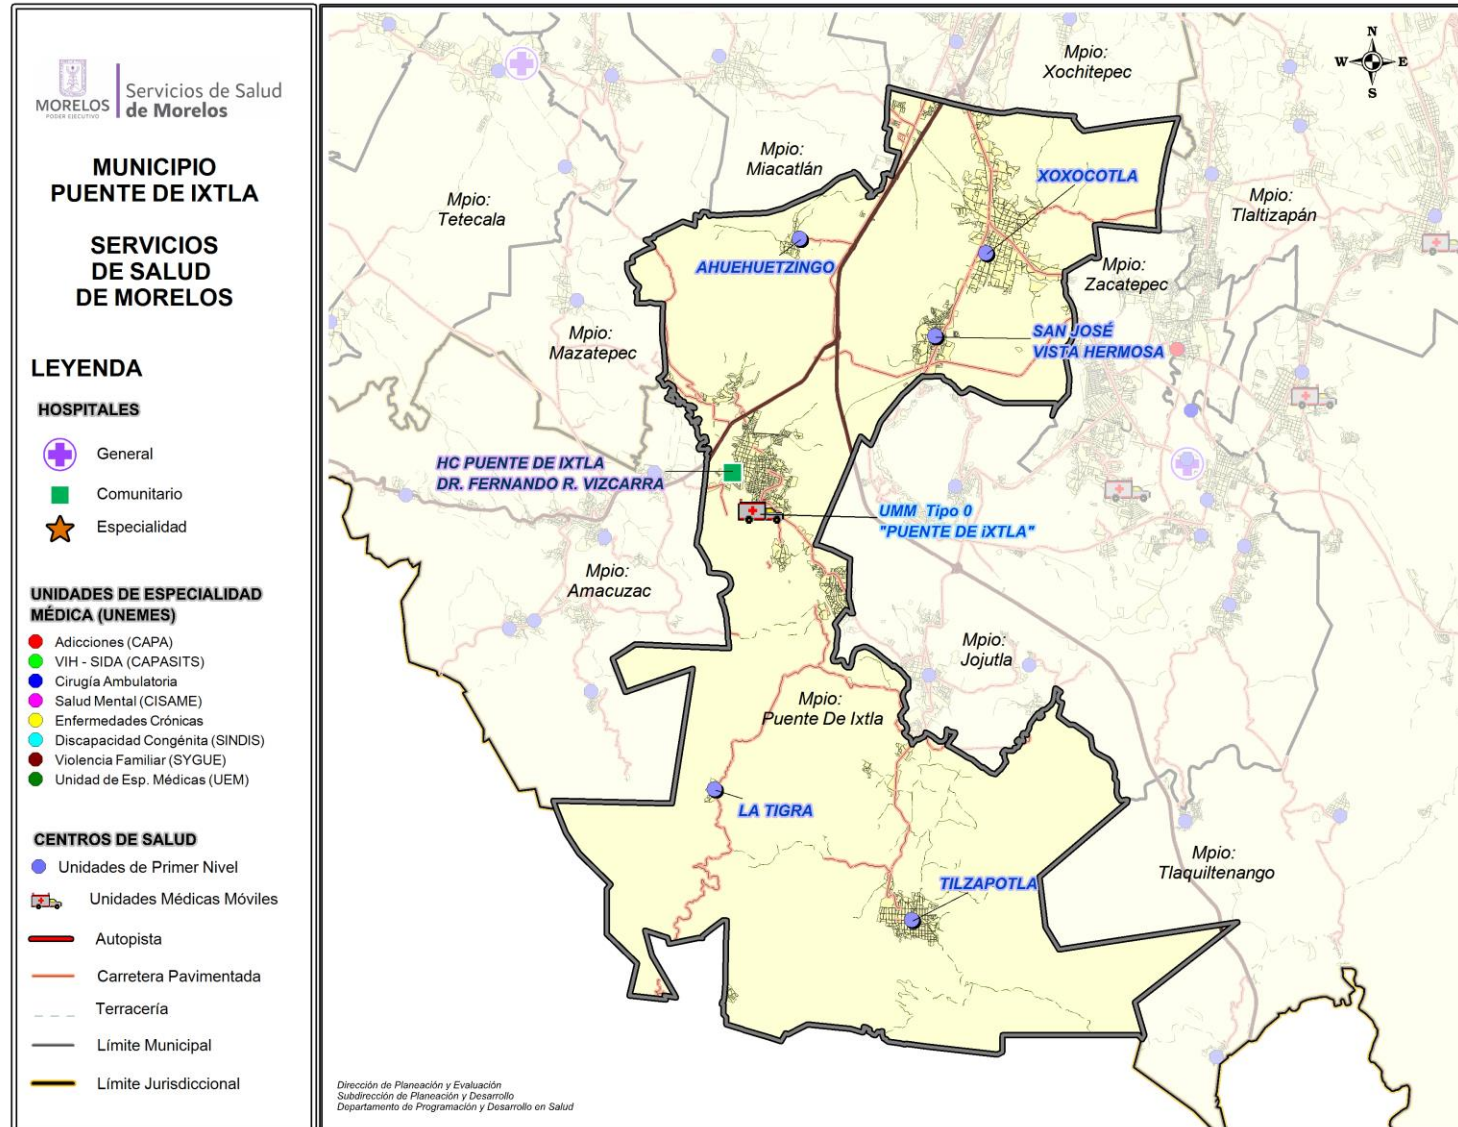 MORELOS
PODER EJECUTIVO
Servicios de Salud
de Morelos
MUNICIPIO
PUENTE DE IXTLA
SERVICIOS
DE SALUD
DE MORELOS
LEYENDA
HOSPITALES
General
Comunitario
Especialidad
UNIDADES DE ESPECIALIDAD
MÉDICA (UNEMES)
Adicciones (CAPA)
VIH - SIDA (CAPASITS)
Cirugía Ambulatoria
Salud Mental (CISAME)
Enfermedades Crónicas
Discapacidad Congénita (SINDIS)
Violencia Familiar (SYGUE)
Unidad de Esp. Médicas (UEM)
CENTROS DE SALUD
Unidades de Primer Nivel
Unidades Médicas Móviles
Autopista
Carretera Pavimentada
Terracería
Límite Municipal
Límite Jurisdiccional
N
W
E
S
Mpio:
Xochitepec
Mpio:
Miacatlán
XOXOCOTLA
Mpio:
Tetecala
Mpio:
Tlaltizapán
AHUEHUETZINGO
Mpio:
Zacatepec
Mpio:
Mazatepec
SAN JOSÉ
VISTA HERMOSA
HC PUENTE DE IXTLA
DR. FERNANDO R. VIZCARRA
UMM Tipo 0
"PUENTE DE iXTLA"
Mpio:
Amacuzac
Mpio:
Jojutla
Mpio:
Puente De Ixtla
LA TIGRA
Mpio:
Tlaquiltenango
TILZAPOTLA
Dirección de Planeación y Evaluación
Subdirección de Planeación y Desarrollo
Departamento de Programación y Desarrollo en Salud